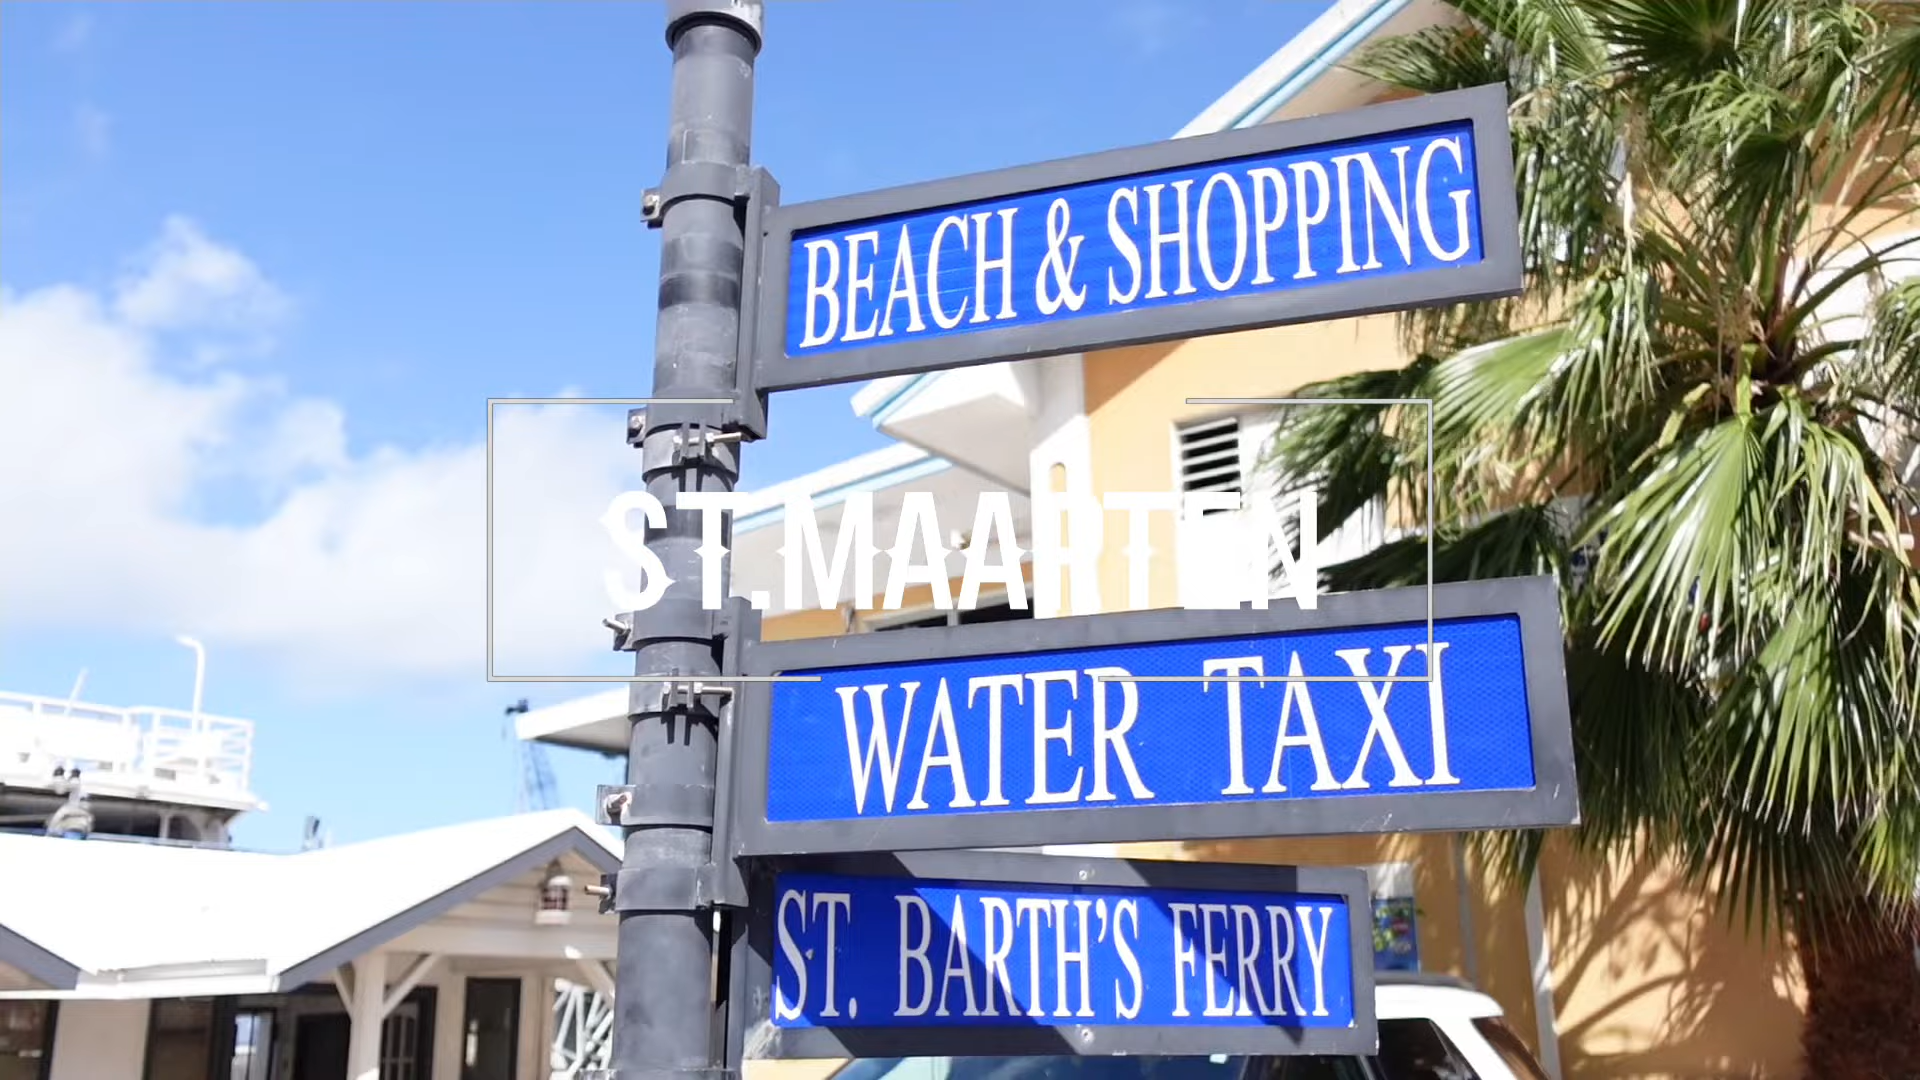 BEACH & SHOPPING
ST.MAARTEN
WATER TAXI
ST. BARTH'S FERRY